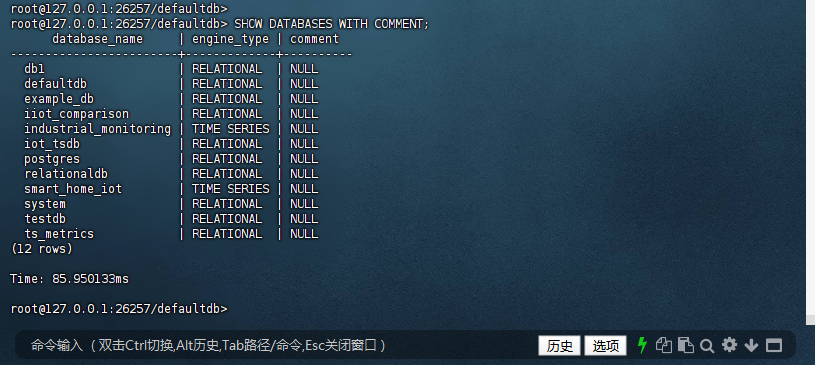 root@127.0.0.1:26257/defaultdb>
root@127.0.0.1:26257/defaultdb> SHOW DATABASES WITH COMMENT;
      database_name     | engine_type | comment
------------------------+-------------+----------
  db1                   | RELATIONAL  | NULL
  defaultdb             | RELATIONAL  | NULL
  example_db            | RELATIONAL  | NULL
  iiot_comparison       | RELATIONAL  | NULL
  industrial_monitoring | TIME SERIES | NULL
  iot_tsdb              | RELATIONAL  | NULL
  postgres              | RELATIONAL  | NULL
  relationaldb          | RELATIONAL  | NULL
  smart_home_iot        | TIME SERIES | NULL
  system                | RELATIONAL  | NULL
  testdb                | RELATIONAL  | NULL
  ts_metrics            | RELATIONAL  | NULL
(12 rows)
Time: 85.950133ms
root@127.0.0.1:26257/defaultdb>
命令输入 （双击Ctrl切换,Alt历史,Tab路径/命令,Esc关闭窗口） 历史 选项